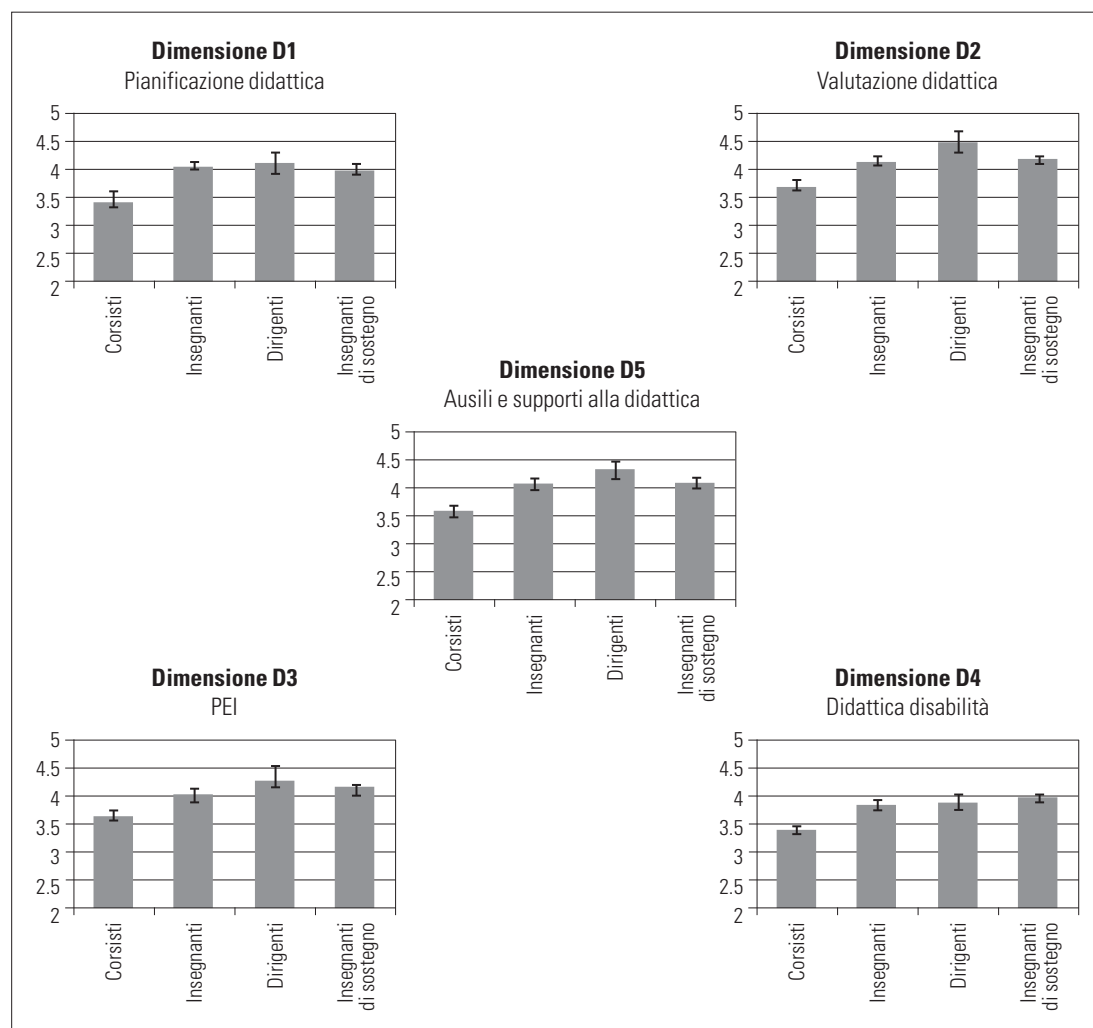 Dimensione D1
Pianificazione didattica
5
4.5
4
3.5
3
2.5
2
Corsisti
Insegnanti
Dirigenti
Insegnanti
di sostegno
Dimensione D2
Valutazione didattica
5
4.5
4
3.5
3
2.5
2
Corsisti
Insegnanti
Dirigenti
Insegnanti
di sostegno
Dimensione D5
Ausili e supporti alla didattica
5
4.5
4
3.5
3
2.5
2
Corsisti
Insegnanti
Dirigenti
Insegnanti
di sostegno
Dimensione D3
PEI
5
4.5
4
3.5
3
2.5
2
Corsisti
Insegnanti
Dirigenti
Insegnanti
di sostegno
Dimensione D4
Didattica disabilità
5
4.5
4
3.5
3
2.5
2
Corsisti
Insegnanti
Dirigenti
Insegnanti
di sostegno